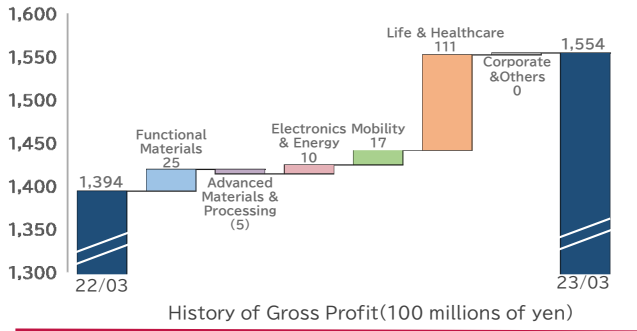 1,600
1,550
1,500
1,450
1,400
1,350
1,300
1,394
22/03
Functional
Materials
25
Advanced
Materials &
Processing
(5)
Electronics
& Energy
10
Mobility
17
Life & Healthcare
111
Corporate
&Others
0
1,554
23/03
History of Gross Profit(100 millions of yen)